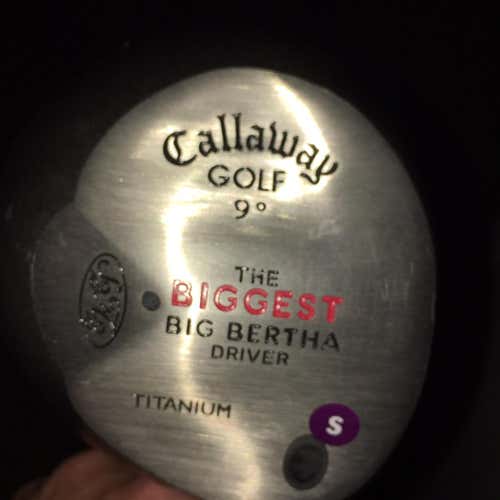 Callaway
GOLF
9°
THE
BIGGEST
BIG BERTHA
DRIVER
TITANIUM
S